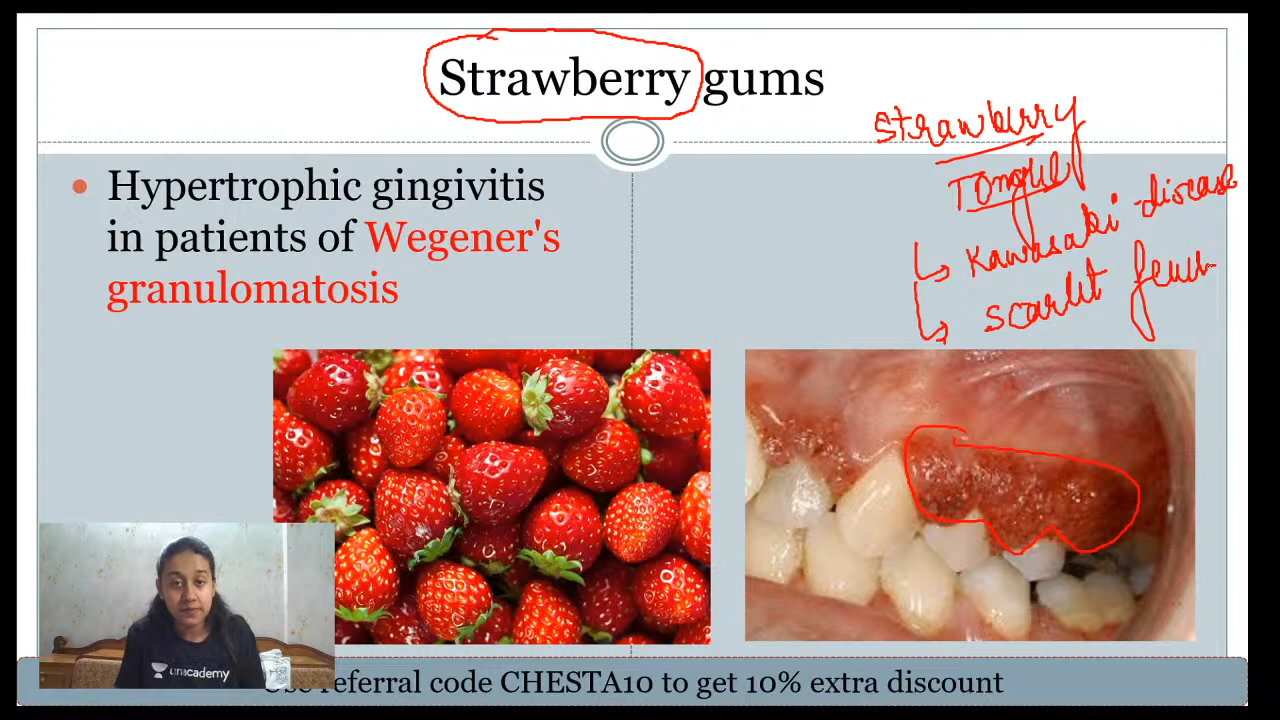 Strawberry gums
Strawberry
Tongue
Kawasaki disease
Scarlet fever
Hypertrophic gingivitis
in patients of Wegener's
granulomatosis
unacademy
referral code CHESTA10 to get 10% extra discount